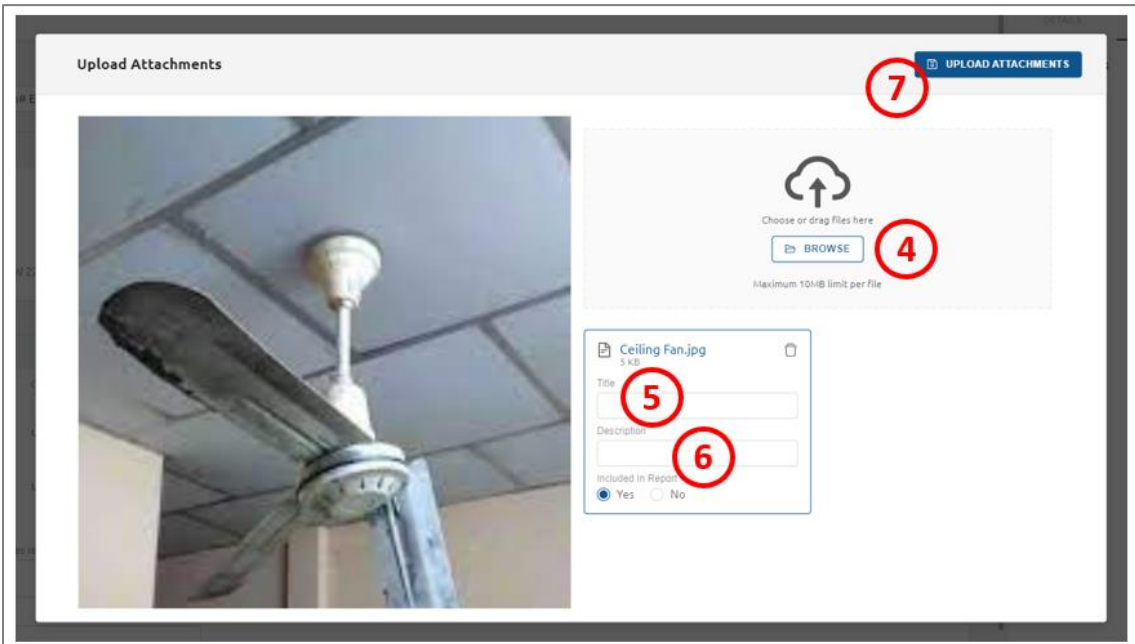 DETAILS
Upload Attachments
UPLOAD ATTACHMENTS
7
Choose or drag files here
BROWSE
4
Maximum 10MB limit per file
Ceiling Fan.jpg
5 KB
Title
5
Description
6
Included In Report
Yes
No